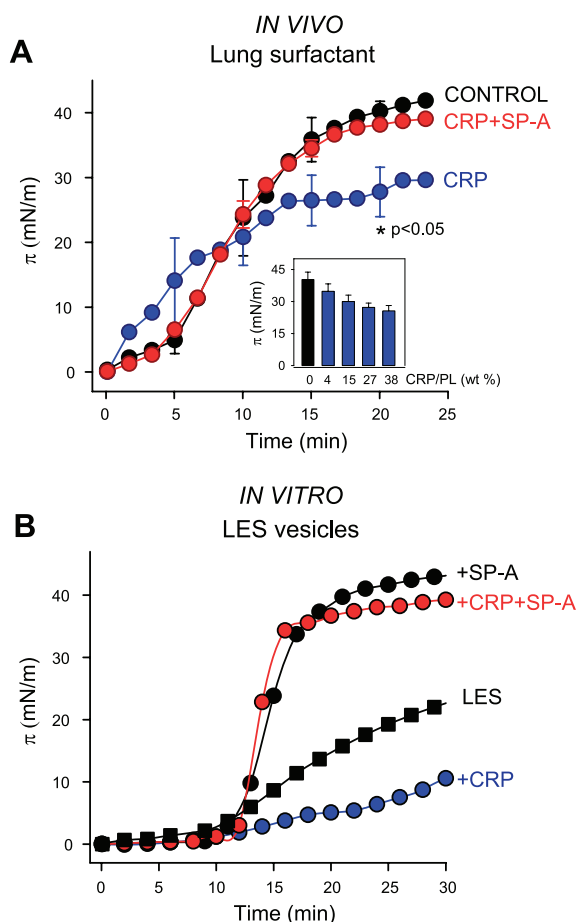 IN VIVO
A
Lung surfactant
CONTROL
CRP+SP-A
CRP
* p<0.05
π (mN/m)
40
30
20
10
0
0 5 10 15 20 25
Time (min)
π (mN/m)
45
30
15
0
0 4 15 27 38 CRP/PL (wt %)
IN VITRO
B
LES vesicles
+SP-A
+CRP+SP-A
LES
+CRP
π (mN/m)
40
30
20
10
0
0 5 10 15 20 25 30
Time (min)